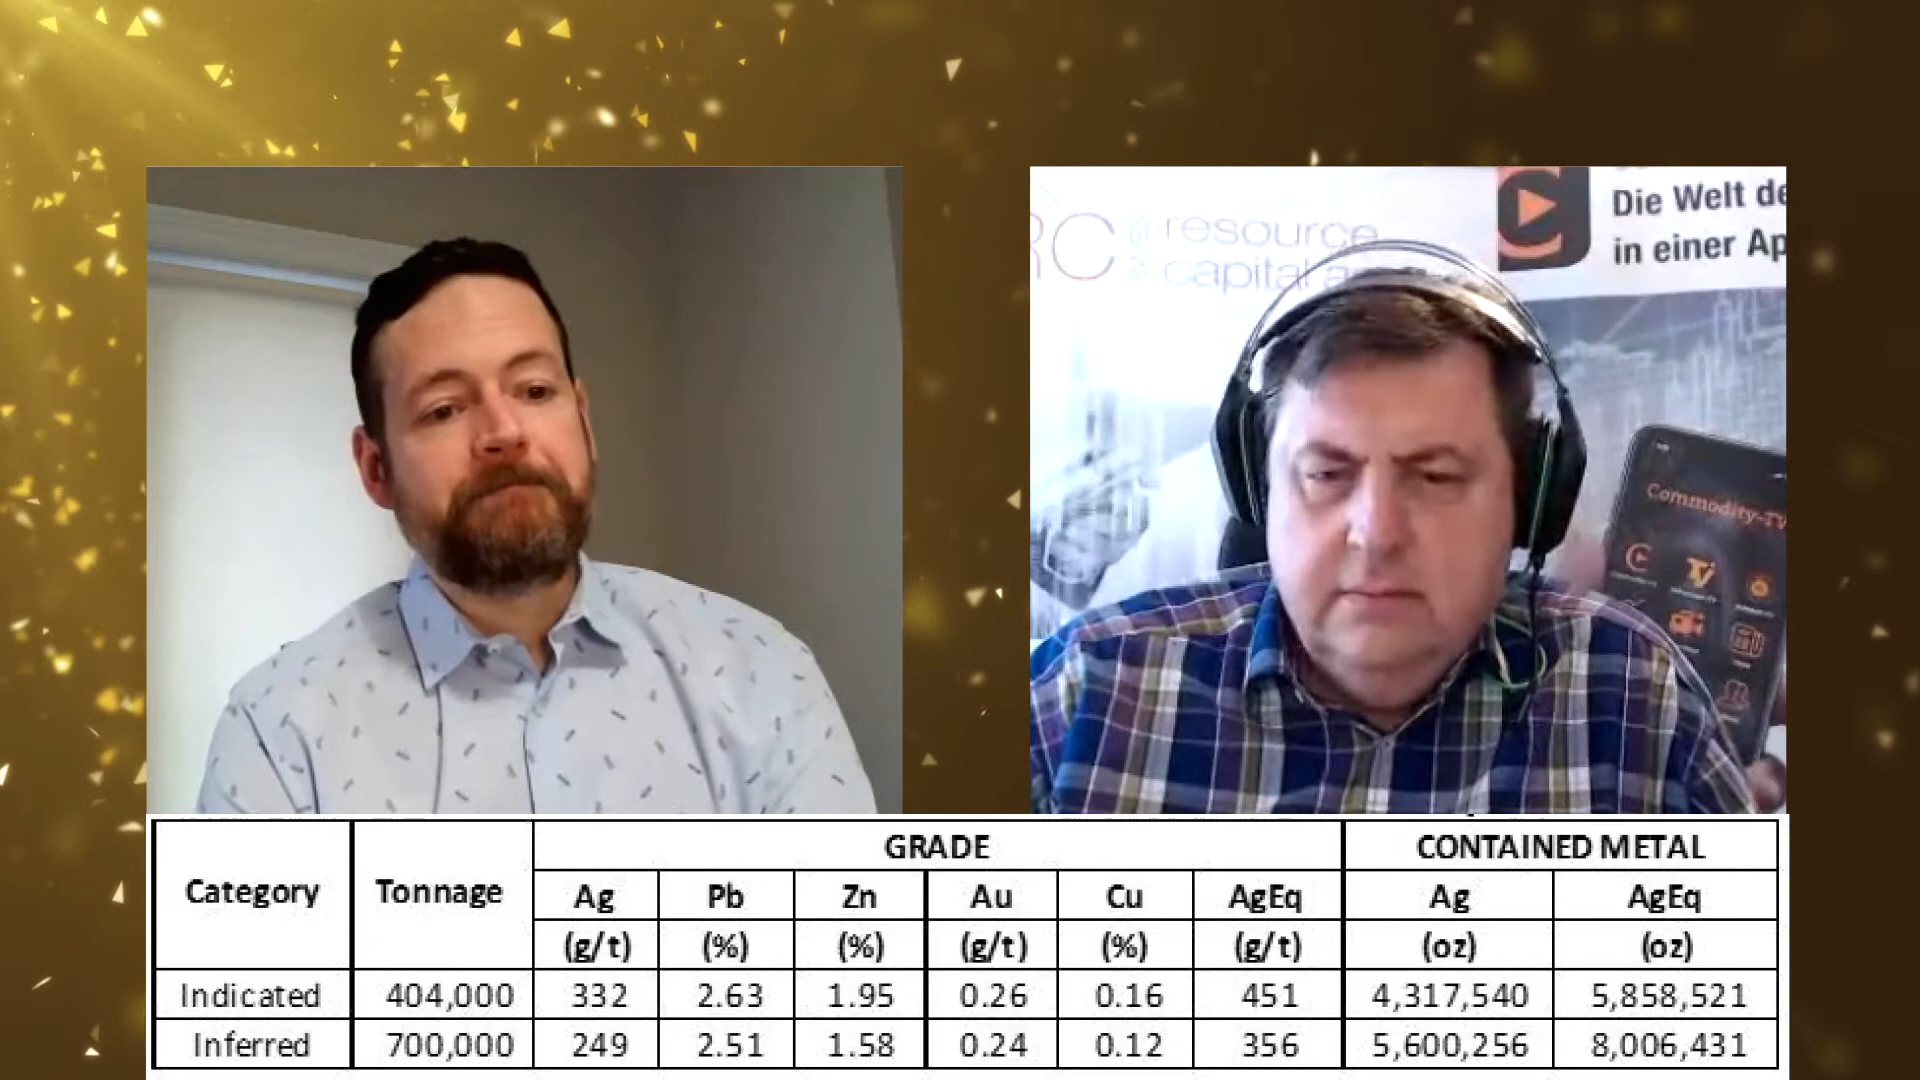 Die Welt de
in einer Ap
RC
resource
capital a
Commodity-TV
GRADE
CONTAINED METAL
Category
Tonnage
Ag
Pb
Zn
Au
Cu
AgEq
Ag
AgEq
(g/t)
(%)
(%)
(g/t)
(%)
(g/t)
(oz)
(oz)
Indicated 404,000 332 2.63 1.95 0.26 0.16 451 4,317,540 5,858,521
Inferred 700,000 249 2.51 1.58 0.24 0.12 356 5,600,256 8,006,431